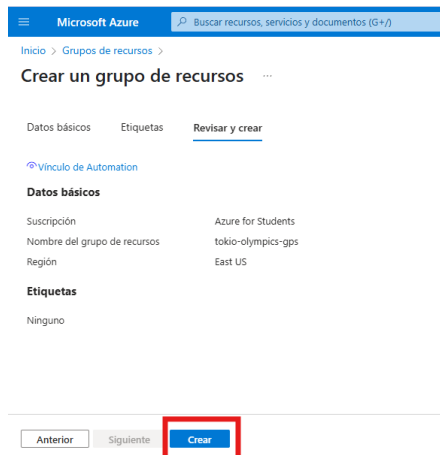 Microsoft Azure
Buscar recursos, servicios y documentos (G+/)
Inicio > Grupos de recursos >
Crear un grupo de recursos ...
Datos básicos Etiquetas Revisar y crear
Vínculo de Automation
Datos básicos
Suscripción Azure for Students
Nombre del grupo de recursos tokio-olympics-gps
Región East US
Etiquetas
Ninguno
Anterior Siguiente Crear